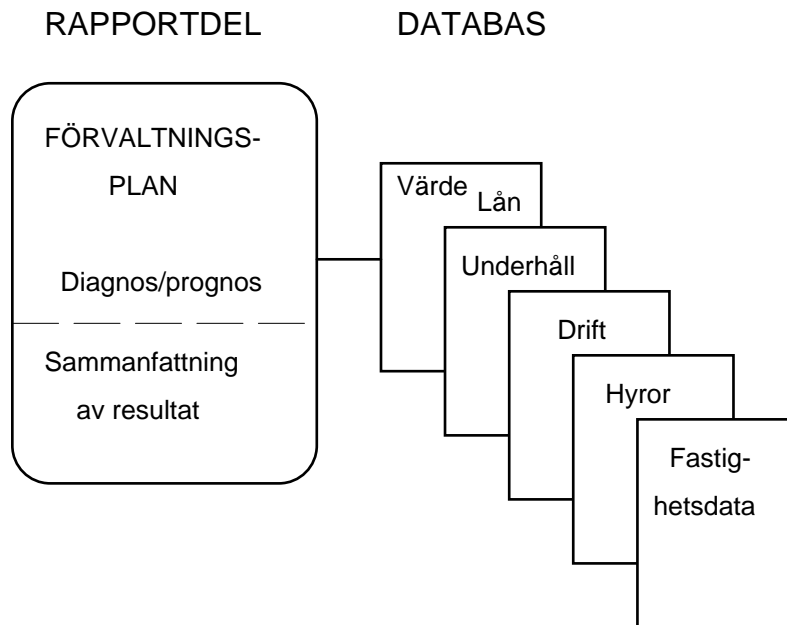 RAPPORTDEL
DATABAS
FÖRVALTNINGS-
PLAN
Diagnos/prognos
Sammanfattning
av resultat
Värde
Lån
Underhåll
Drift
Hyror
Fastig-
hetsdata